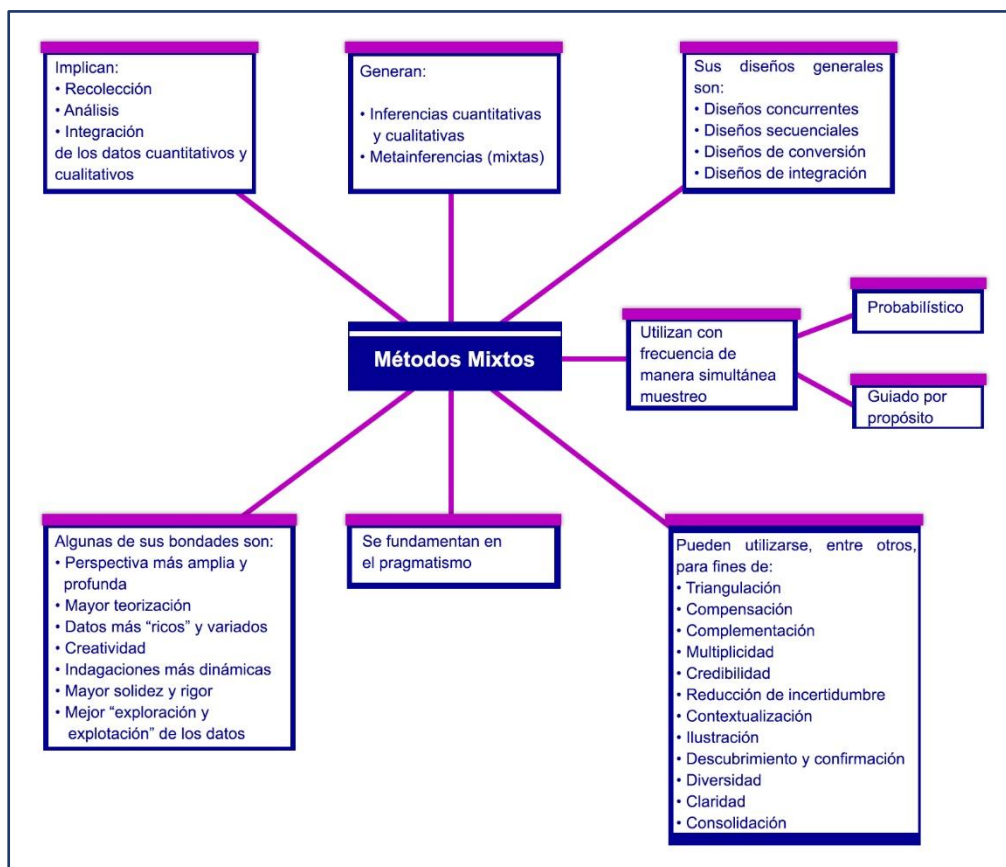 Implican:
• Recolección
• Análisis
• Integración
de los datos cuantitativos y
cualitativos
Generan:
• Inferencias cuantitativas
y cualitativas
• Metainferencias (mixtas)
Sus diseños generales
son:
• Diseños concurrentes
• Diseños secuenciales
• Diseños de conversión
• Diseños de integración
Métodos Mixtos
Utilizan con
frecuencia de
manera simultánea
muestreo
Probabilístico
Guiado por
propósito
Algunas de sus bondades son:
• Perspectiva más amplia y
profunda
• Mayor teorización
• Datos más “ricos” y variados
• Creatividad
• Indagaciones más dinámicas
• Mayor solidez y rigor
• Mejor “exploración y
explotación” de los datos
Se fundamentan en
el pragmatismo
Pueden utilizarse, entre otros,
para fines de:
• Triangulación
• Compensación
• Complementación
• Multiplicidad
• Credibilidad
• Reducción de incertidumbre
• Contextualización
• Ilustración
• Descubrimiento y confirmación
• Diversidad
• Claridad
• Consolidación